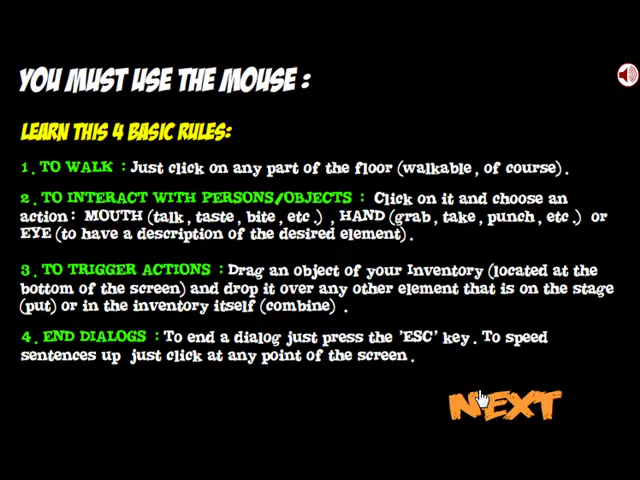 YOU MUST USE THE MOUSE :
LEARN THIS 4 BASIC RULES:
1. TO WALK : Just click on any part of the floor (walkable, of course).
2. TO INTERACT WITH PERSONS/OBJECTS : Click on it and choose an
action: MOUTH (talk, taste, bite, etc.), HAND (grab, take, punch, etc.) or
EYE (to have a description of the desired element).
3. TO TRIGGER ACTIONS : Drag an object of your Inventory (located at the
bottom of the screen) and drop it over any other element that is on the stage
(put) or in the inventory itself (combine) .
4. END DIALOGS : To end a dialog just press the 'ESC' key. To speed
sentences up just click at any point of the screen.
NEXT